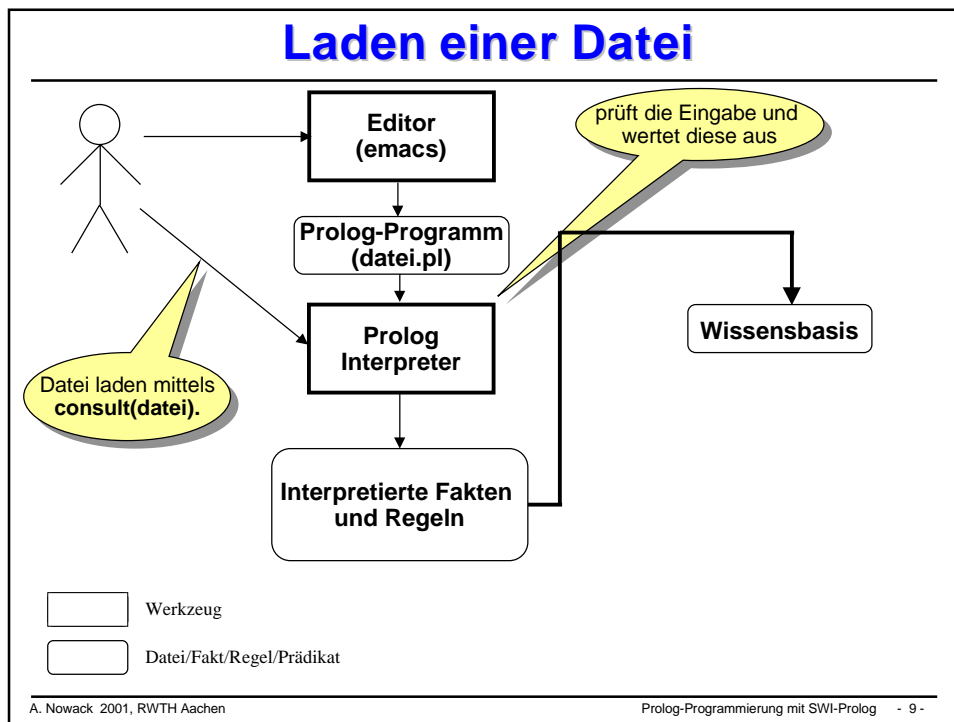 Laden einer Datei
Editor
(emacs)
prüft die Eingabe und
wertet diese aus
Prolog-Programm
(datei.pl)
Prolog
Interpreter
Wissensbasis
Datei laden mittels
consult(datei).
Interpretierte Fakten
und Regeln
Werkzeug
Datei/Fakt/Regel/Prädikat
A. Nowack 2001, RWTH Aachen
Prolog-Programmierung mit SWI-Prolog - 9 -